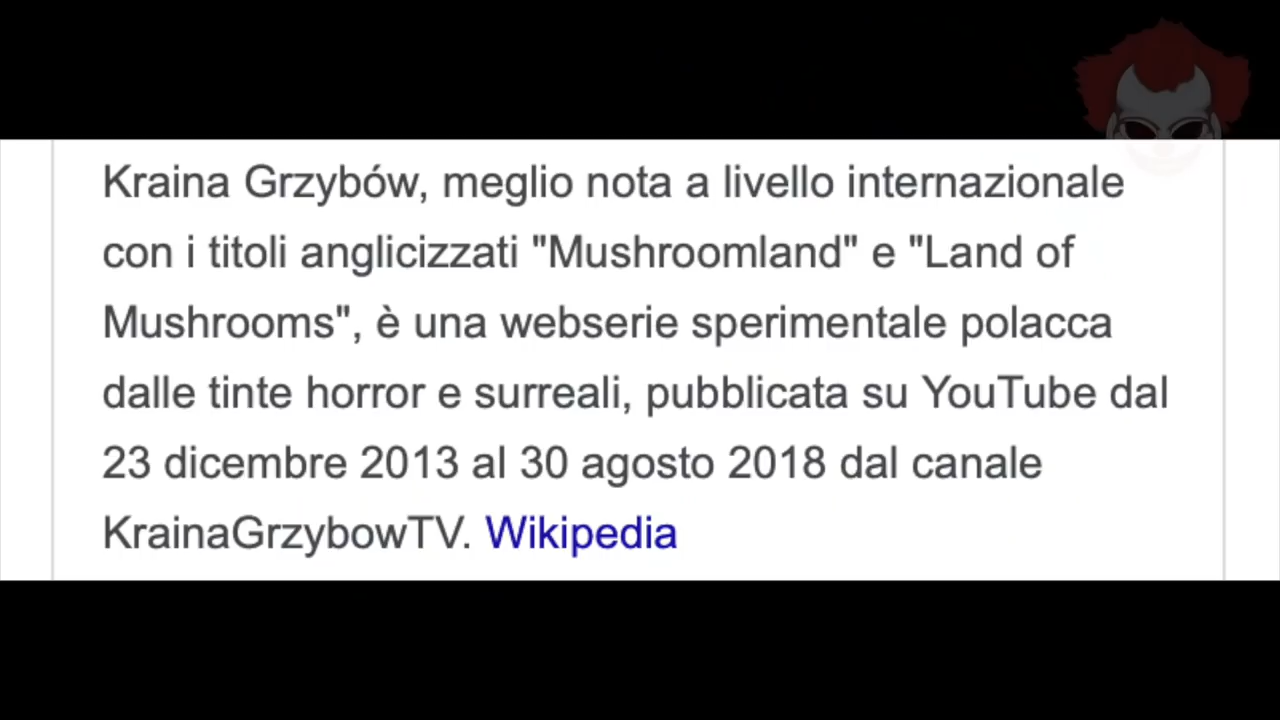 Kraina Grzybów, meglio nota a livello internazionale
con i titoli anglicizzati "Mushroomland" e "Land of
Mushrooms", è una webserie sperimentale polacca
dalle tinte horror e surreali, pubblicata su YouTube dal
23 dicembre 2013 al 30 agosto 2018 dal canale
KrainaGrzybowTV. Wikipedia